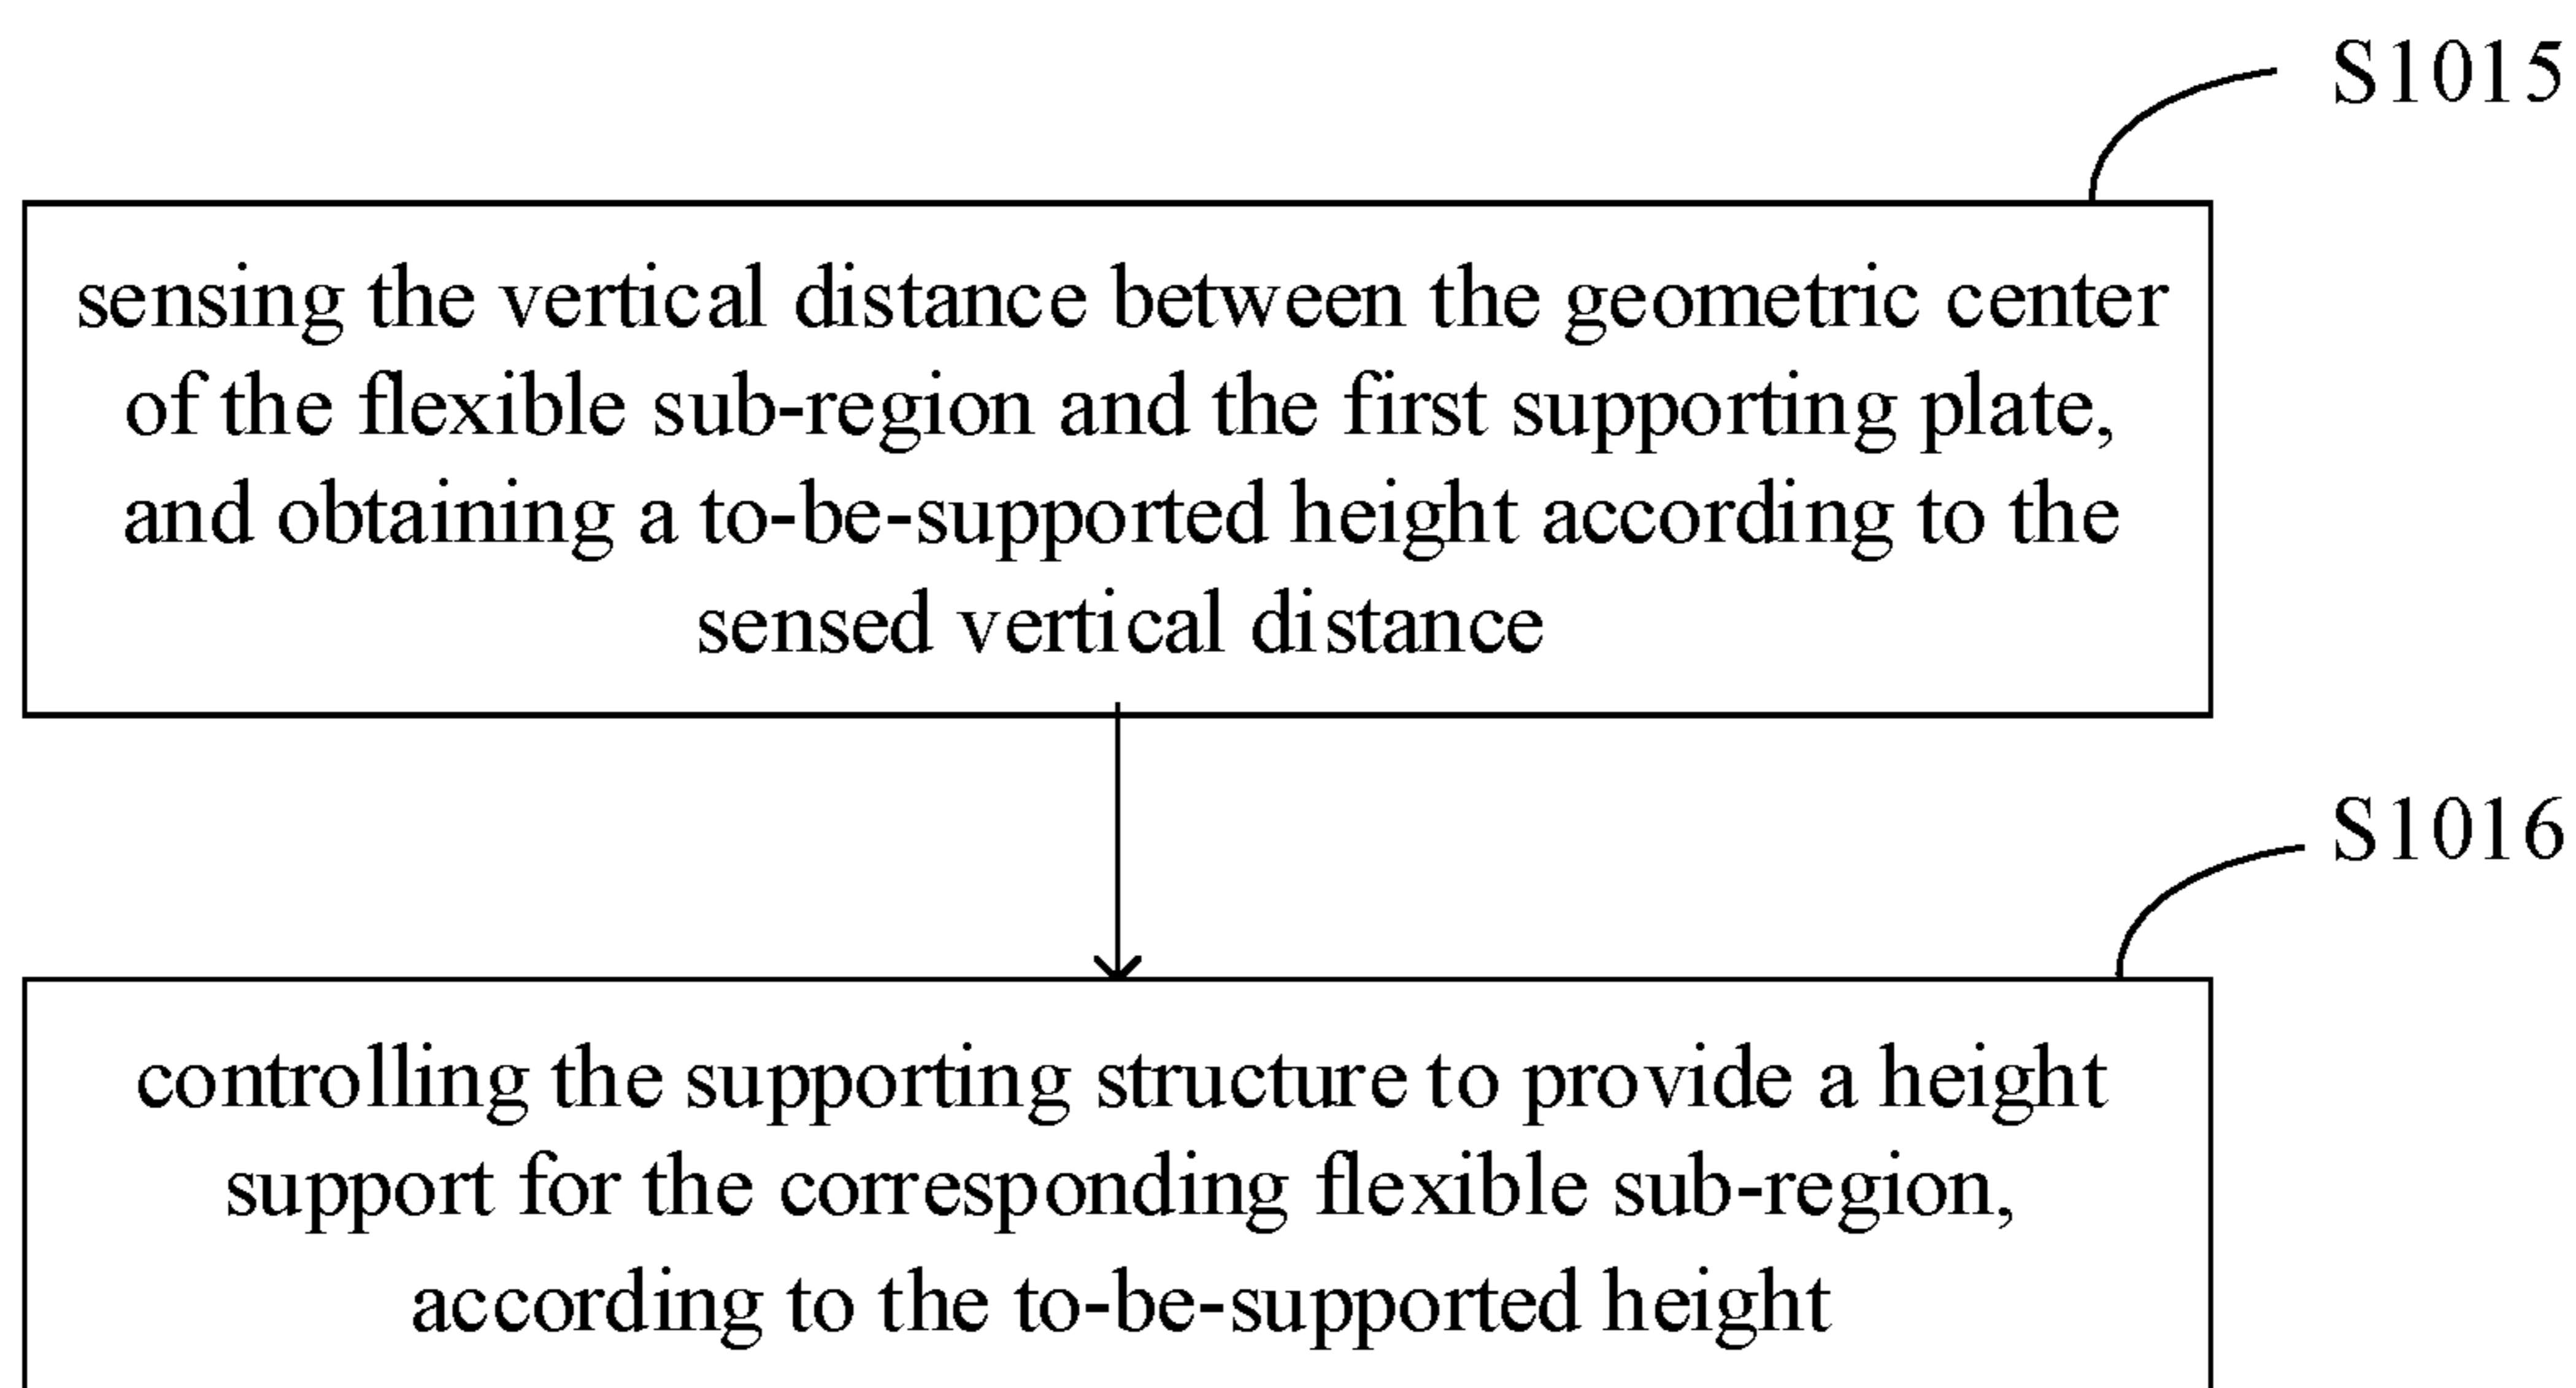 S1015
sensing the vertical distance between the geometric center
of the flexible sub-region and the first supporting plate,
and obtaining a to-be-supported height according to the
sensed vertical distance
S1016
controlling the supporting structure to provide a height
support for the corresponding flexible sub-region,
according to the to-be-supported height